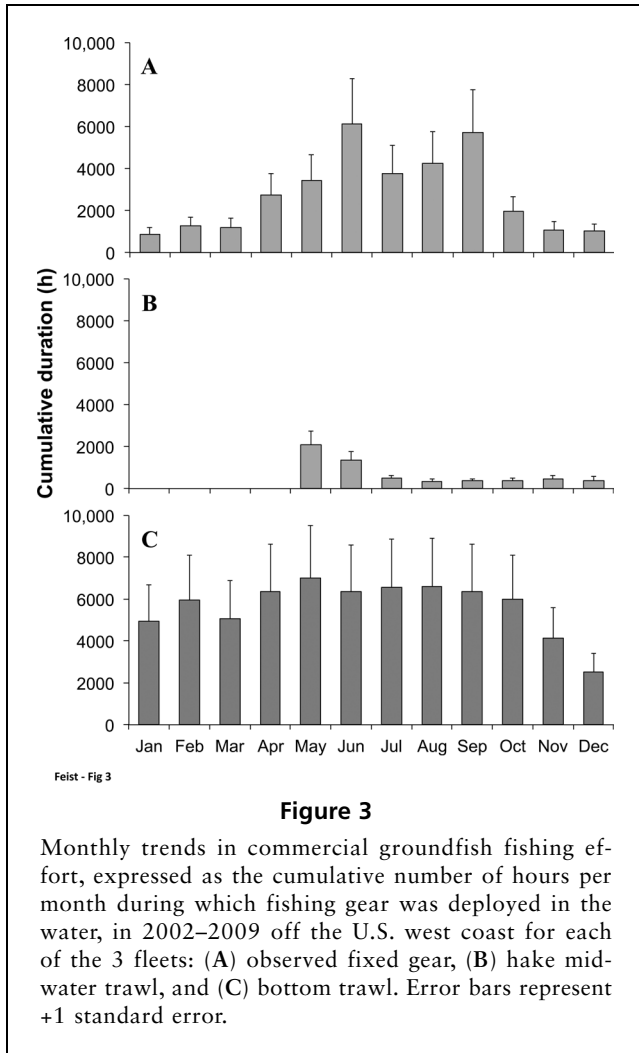 10,000
A
8000
6000
4000
2000
0
10,000
B
8000
6000
4000
2000
0
10,000
C
8000
6000
4000
2000
0
Cumulative duration (h)
Jan Feb Mar Apr May Jun Jul Aug Sep Oct Nov Dec
Feist - Fig 3
Figure 3
Monthly trends in commercial groundfish fishing ef-
fort, expressed as the cumulative number of hours per
month during which fishing gear was deployed in the
water, in 2002–2009 off the U.S. west coast for each
of the 3 fleets: (A) observed fixed gear, (B) hake mid-
water trawl, and (C) bottom trawl. Error bars represent
+1 standard error.